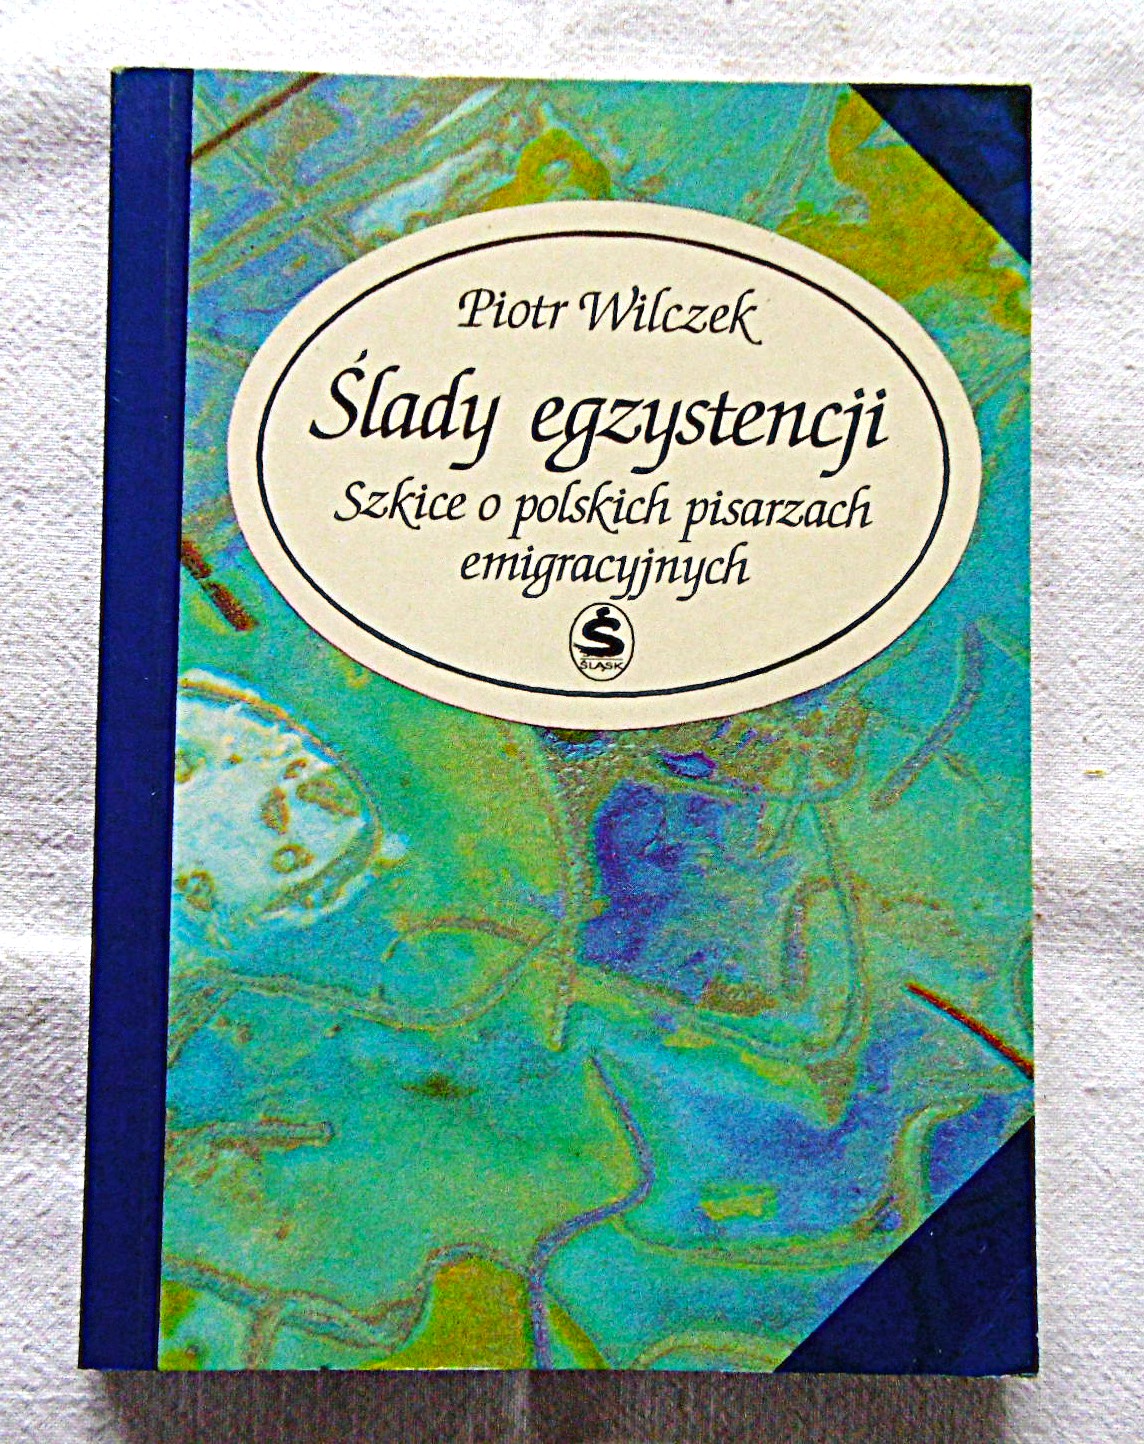 Piotr Wilczek
Ślady egzystencji
Szkice o polskich pisarzach
emigracyjnych
Ś
ŚLĄSK